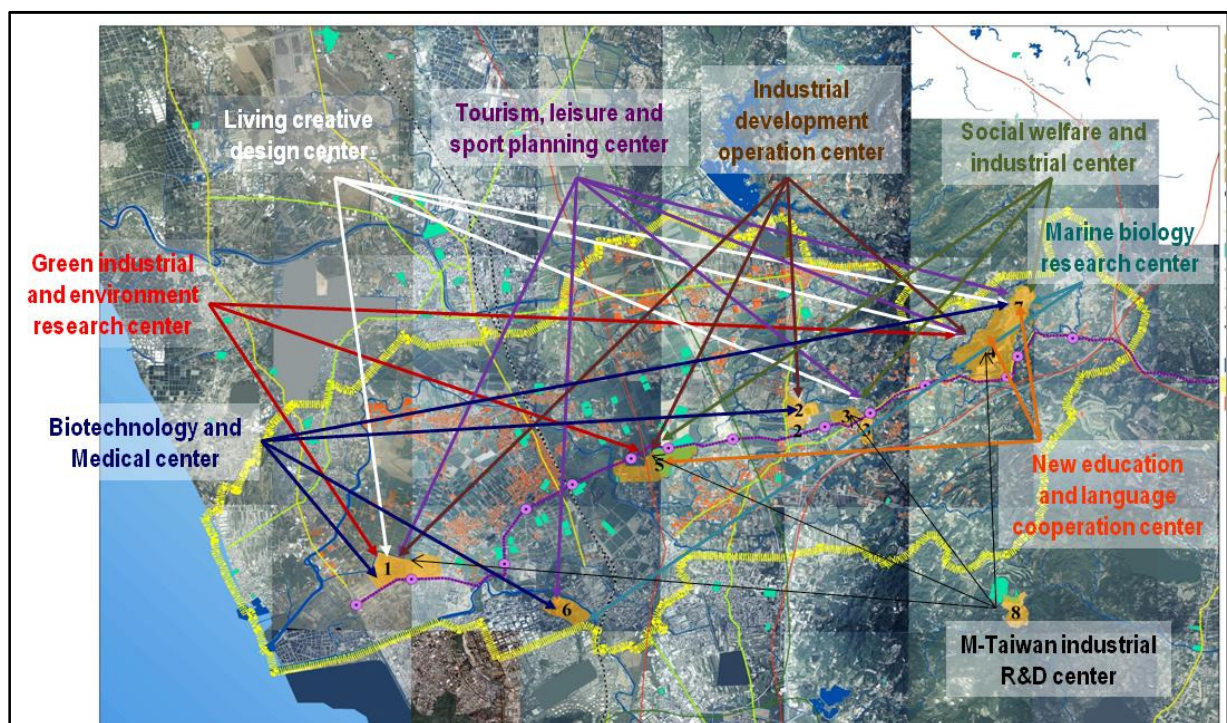 Living creative
design center
Tourism, leisure and
sport planning center
Industrial
development
operation center
Social welfare and
industrial center
Marine biology
research center
Green industrial
and environment
research center
Biotechnology and
Medical center
New education
and language
cooperation center
M-Taiwan industrial
R&D center
7
4
2
3
2
5
1
6
8